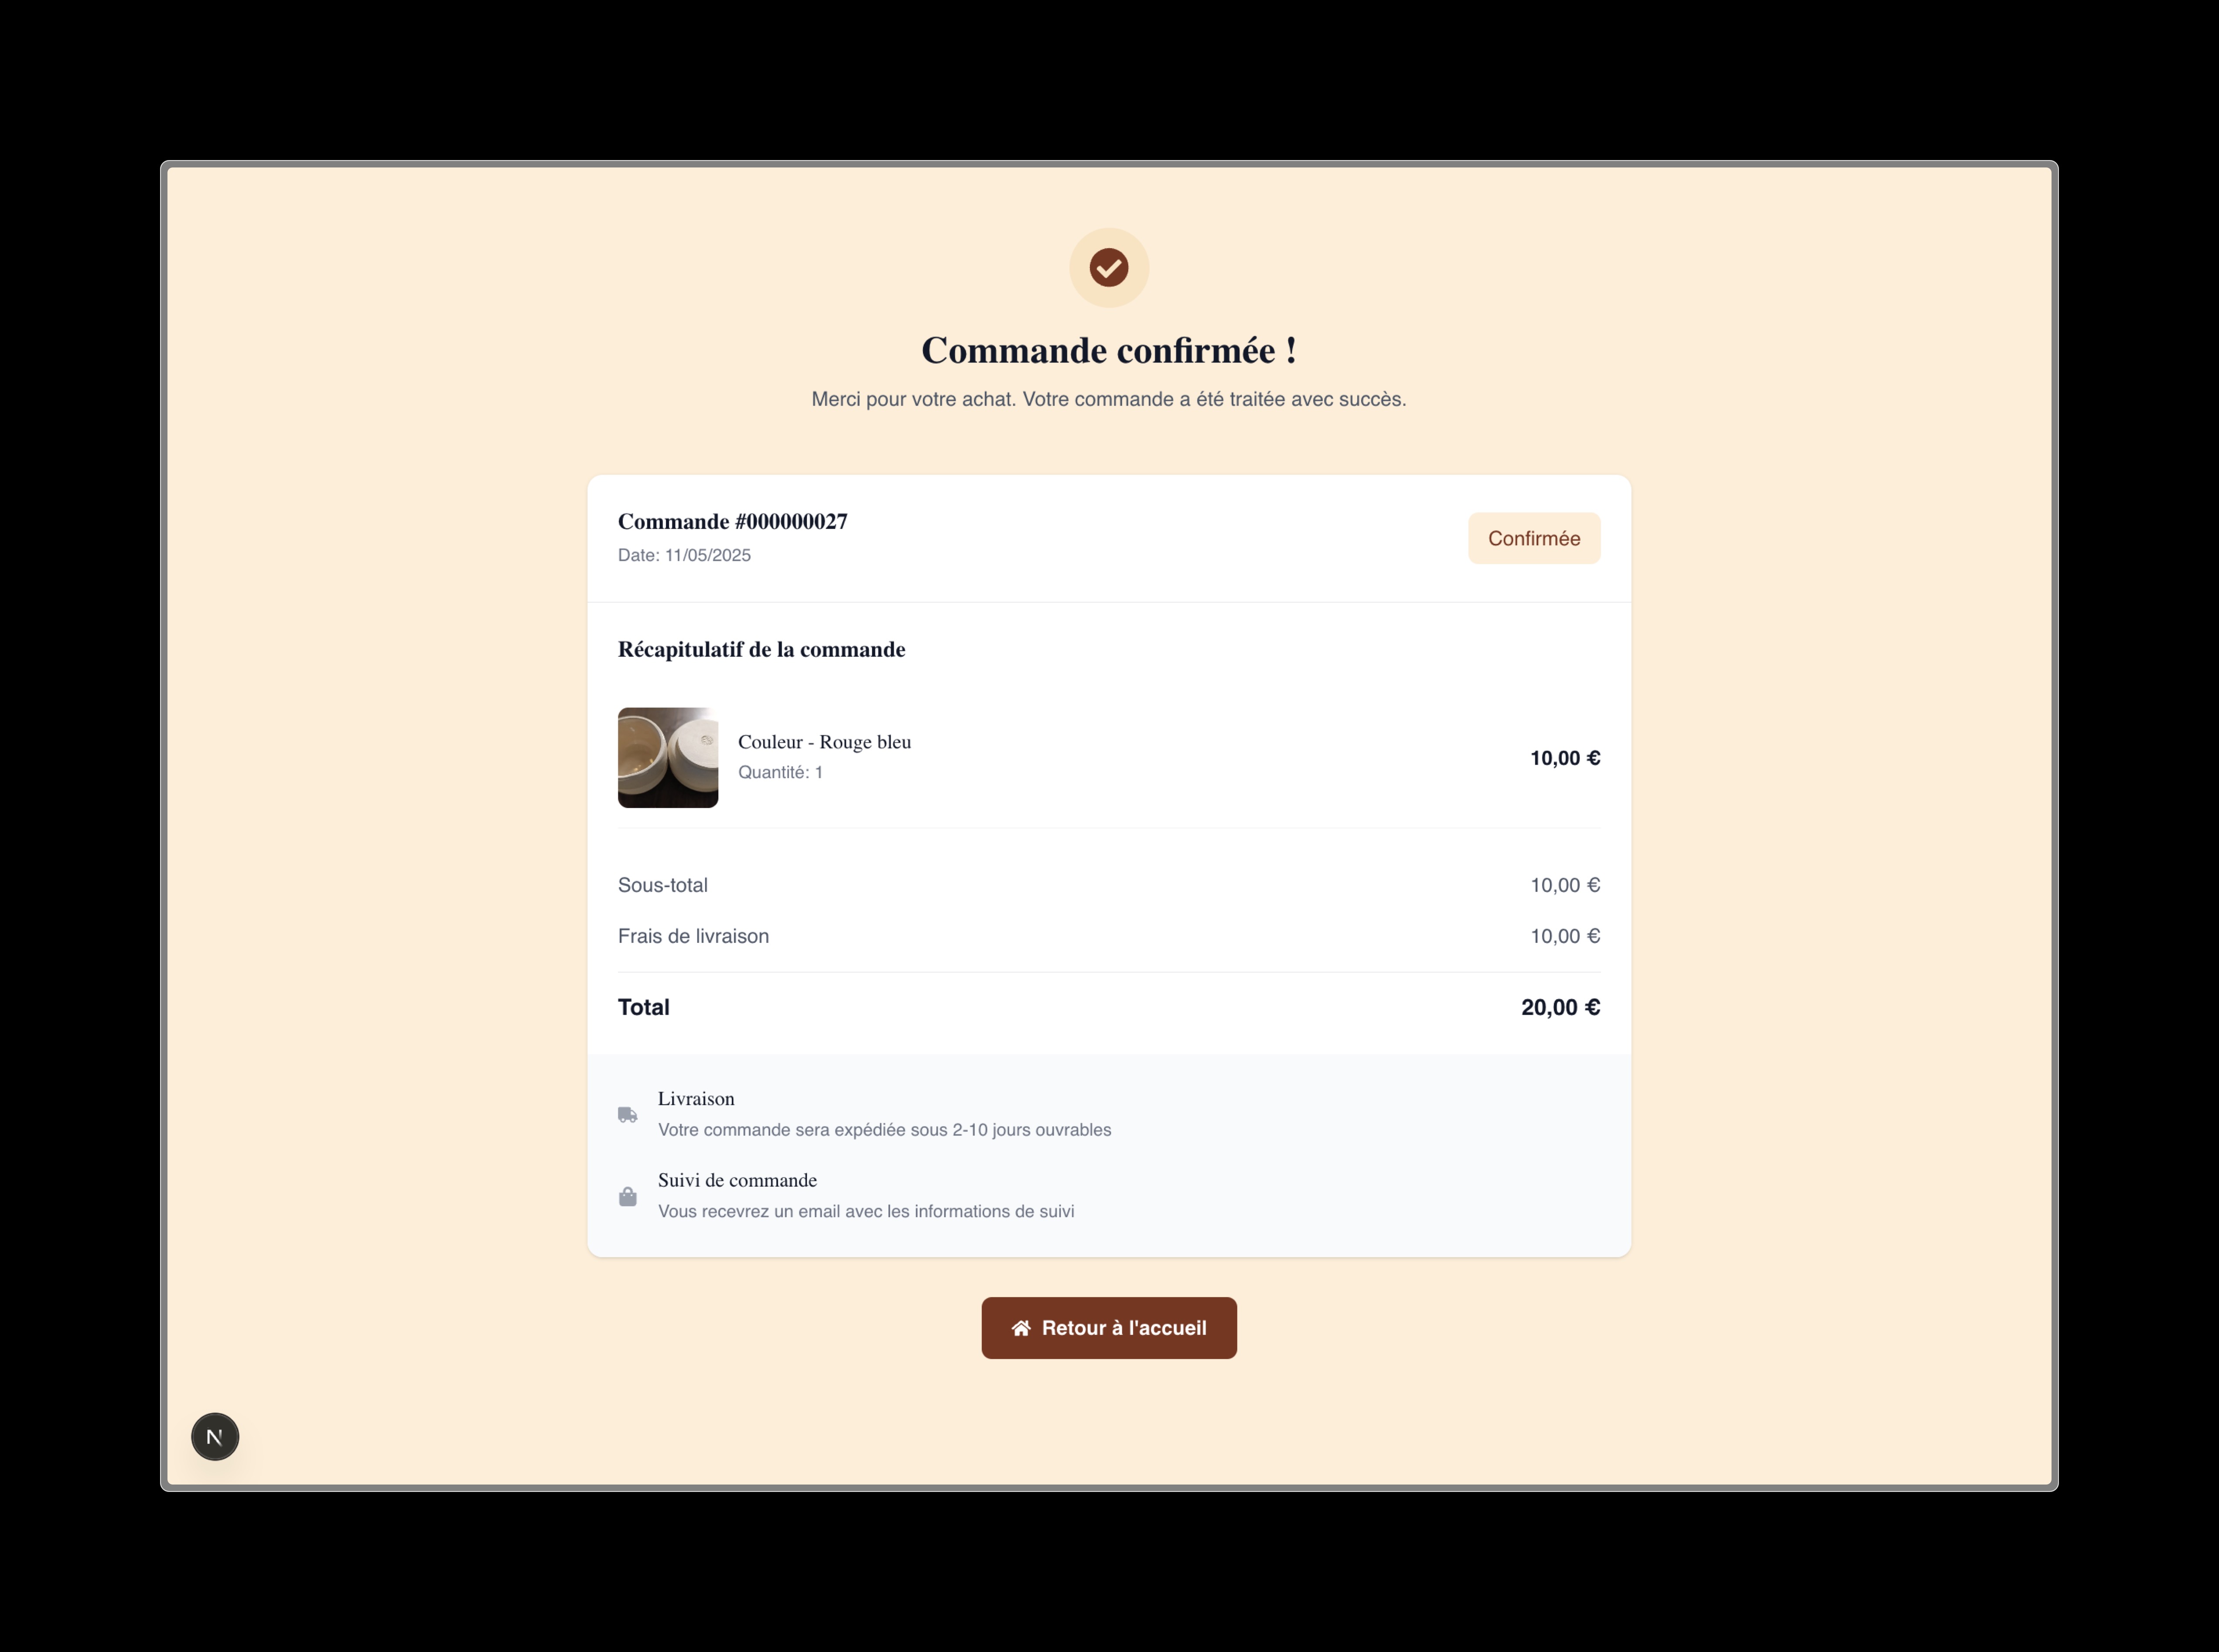 Commande confirmée !
Merci pour votre achat. Votre commande a été traitée avec succès.
Commande #000000027
Date: 11/05/2025
Confirmée
Récapitulatif de la commande
Couleur - Rouge bleu
Quantité: 1
10,00 €
Sous-total
10,00 €
Frais de livraison
10,00 €
Total
20,00 €
Livraison
Votre commande sera expédiée sous 2-10 jours ouvrables
Suivi de commande
Vous recevrez un email avec les informations de suivi
Retour à l'accueil
N